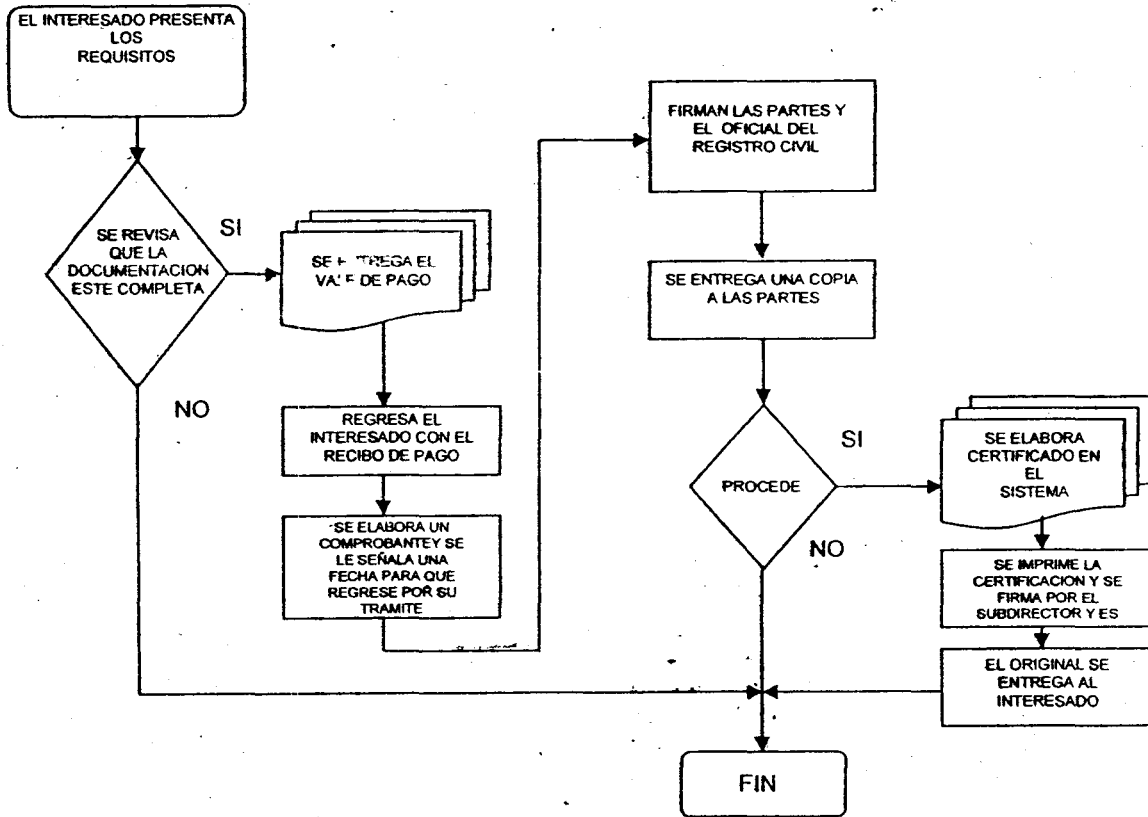 EL INTERESADO PRESENTA
LOS
REQUISITOS
SE REVISA
QUE LA
DOCUMENTACION
ESTE COMPLETA
SI
NO
EL
DE PAGO
REGRESA EL
INTERESADO CON EL
RECIBO DE PAGO
SE ELABORA UN
COMPROBANTEY SE
LE SEÑALA UNA
FECHA PARA QUE
REGRESE POR SU
TRAMITE
FIRMAN LAS PARTES Y
EL OFICIAL DEL
REGISTRO CIVIL
SE ENTREGA UNA COPIA
A LAS PARTES
PROCEDE
SI
NO
SE ELABORA
CERTIFICADO EN
EL
SISTEMA
SE IMPRIME LA
CERTIFICACION Y SE
FIRMA POR EL
SUBDIRECTOR Y ES
EL ORIGINAL SE
ENTREGA AL
INTERESADO
FIN